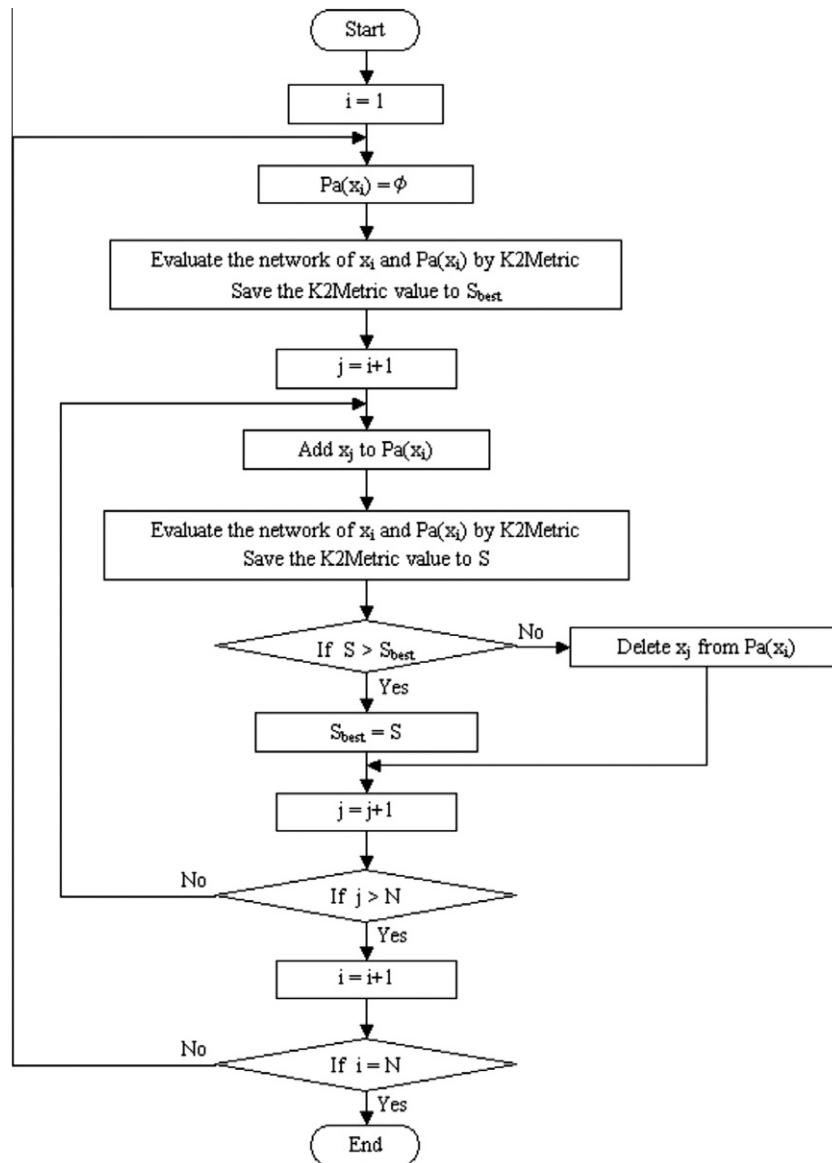 Start
i = 1
Pa(xᵢ) = ϕ
Evaluate the network of xᵢ and Pa(xᵢ) by K2Metric
Save the K2Metric value to S_best
j = i+1
Add xⱼ to Pa(xᵢ)
Evaluate the network of xᵢ and Pa(xᵢ) by K2Metric
Save the K2Metric value to S
If S > S_best
No
Delete xⱼ from Pa(xᵢ)
Yes
S_best = S
j = j+1
No
If j > N
Yes
i = i+1
No
If i = N
Yes
End